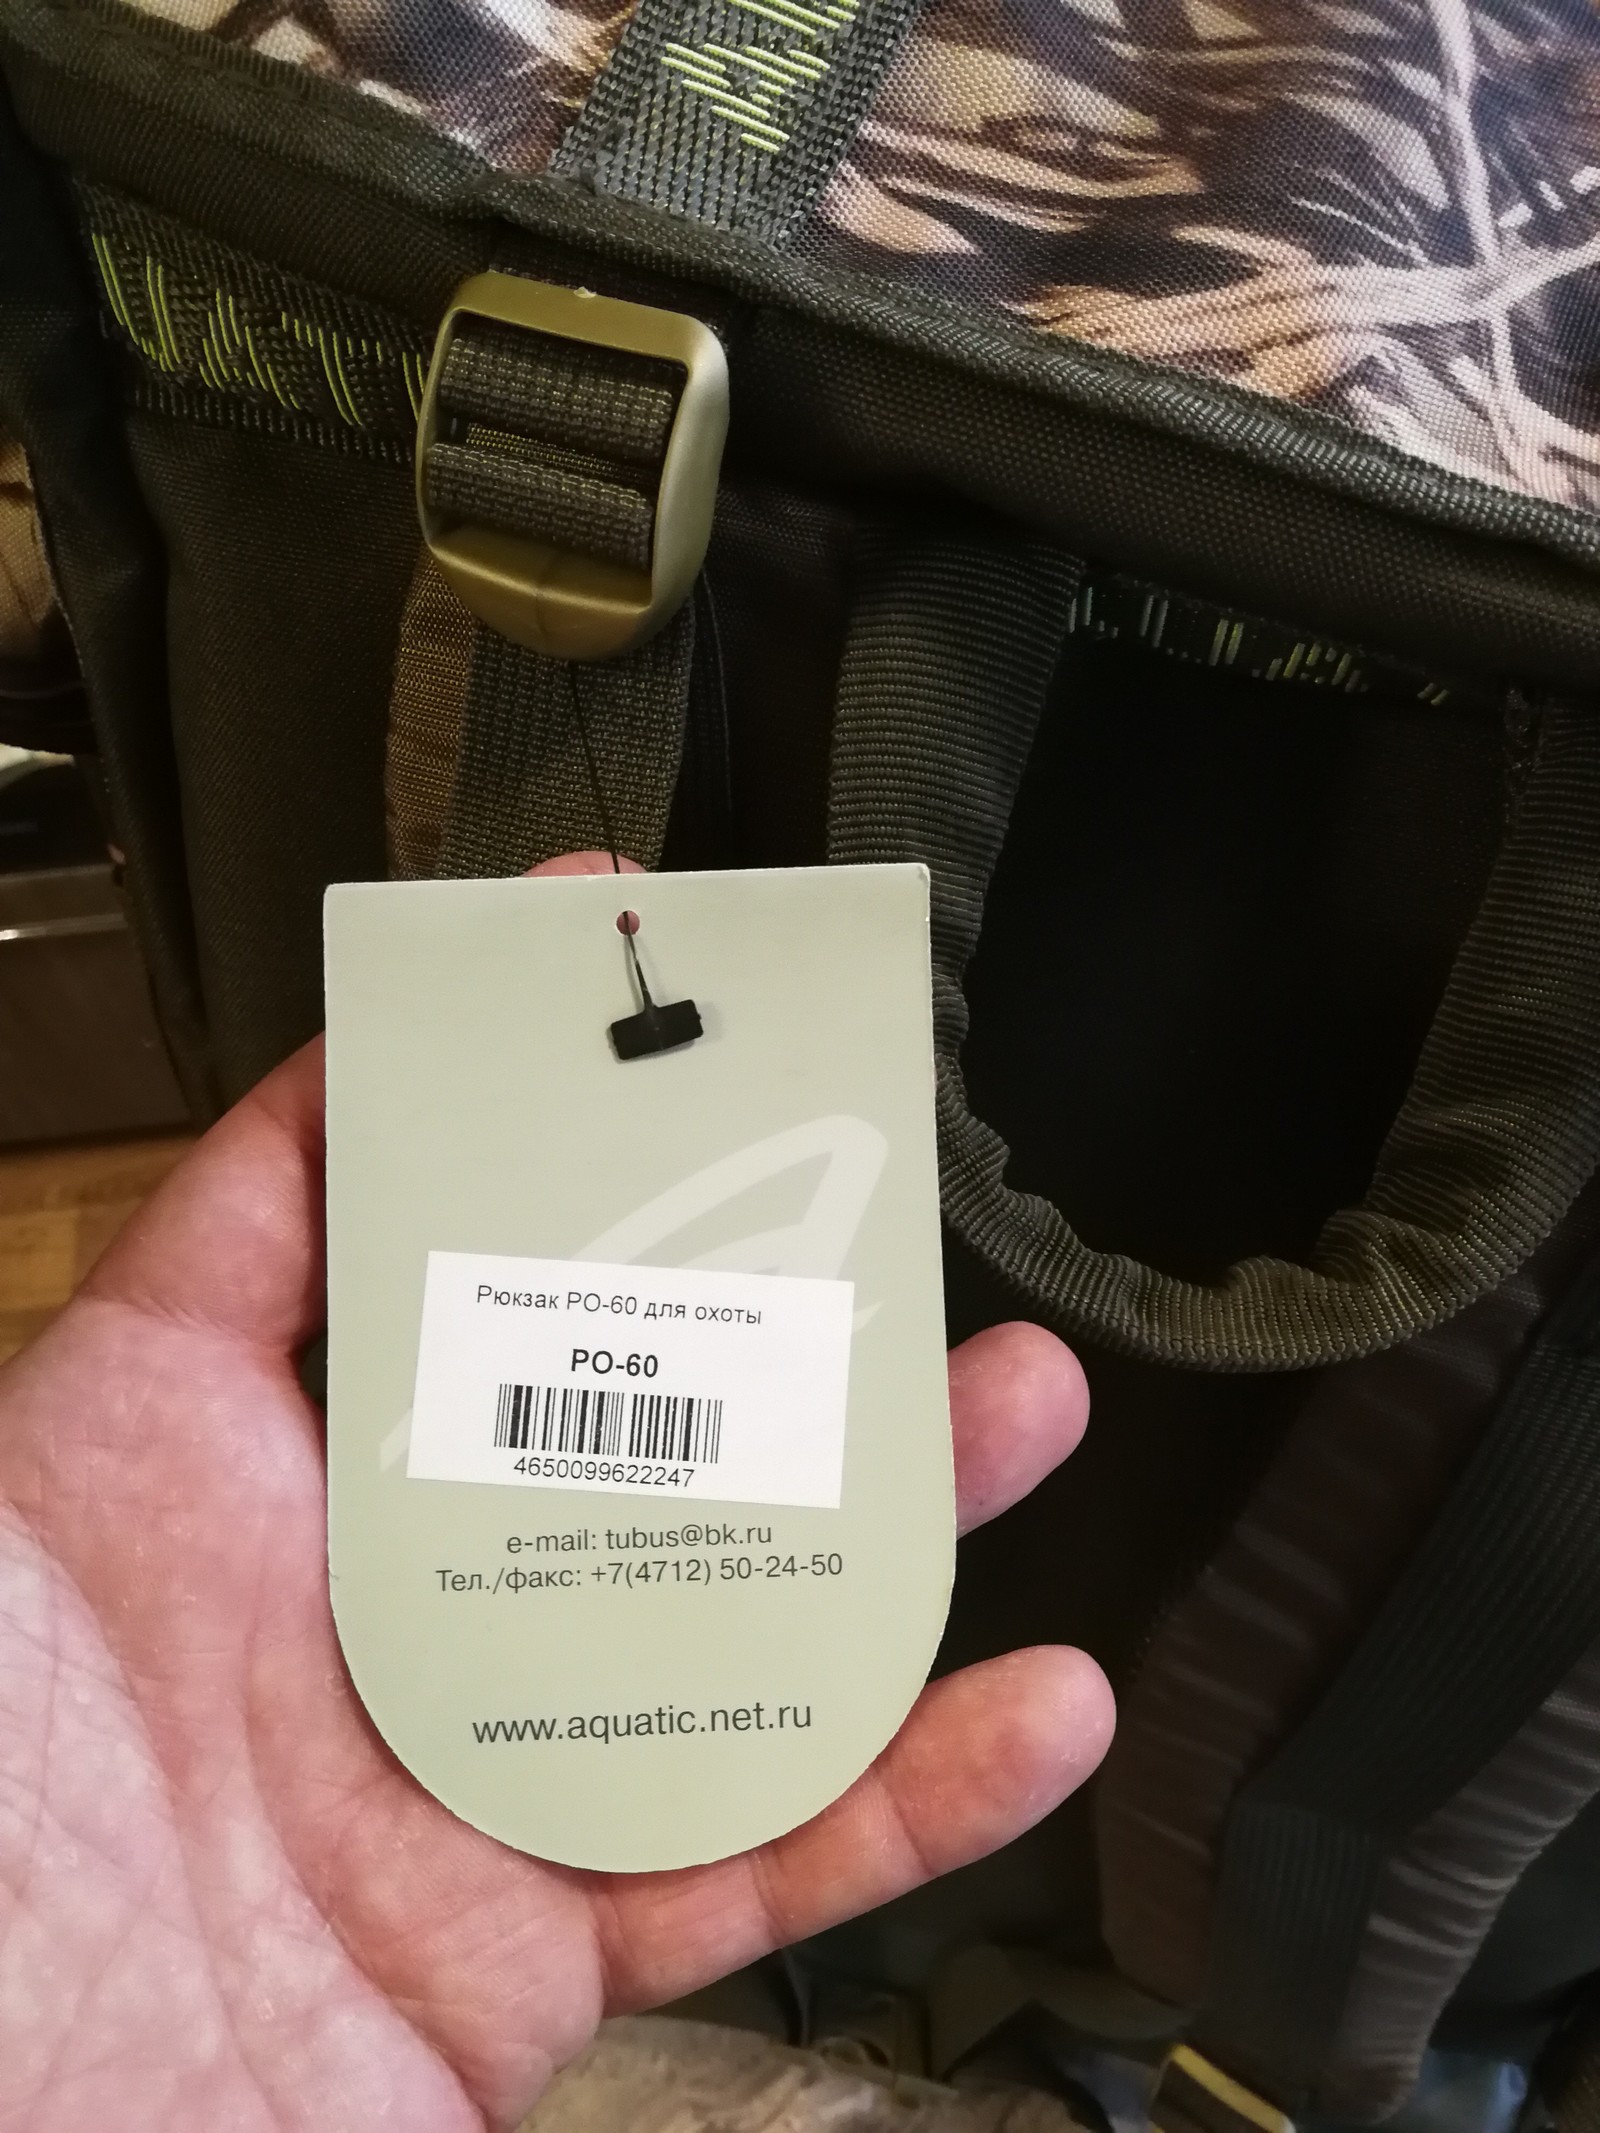 Рюкзак РО-60 для охоты
РО-60
4650099622247
e-mail: tubus@bk.ru
Тел./факс: +7(4712) 50-24-50
www.aquatic.net.ru